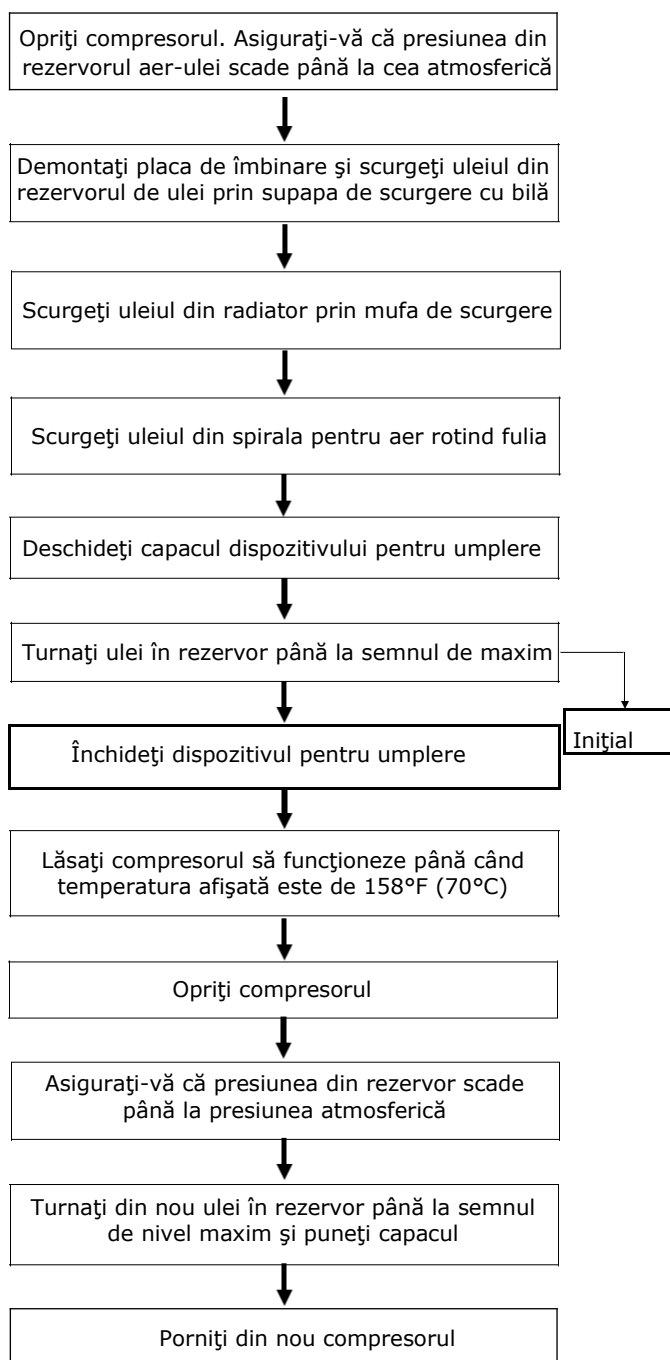 Opriţi compresorul. Asiguraţi-vă că presiunea din
rezervorul aer-ulei scade până la cea atmosferică
Demontaţi placa de îmbinare şi scurgeţi uleiul din
rezervorul de ulei prin supapa de scurgere cu bilă
Scurgeţi uleiul din radiator prin mufa de scurgere
Scurgeţi uleiul din spirala pentru aer rotind fulia
Deschideţi capacul dispozitivului pentru umplere
Turnaţi ulei în rezervor până la semnul de maxim
Închideţi dispozitivul pentru umplere
Iniţial
Lăsaţi compresorul să funcţioneze până când
temperatura afişată este de 158°F (70°C)
Opriţi compresorul
Asiguraţi-vă că presiunea din rezervor scade
până la presiunea atmosferică
Turnaţi din nou ulei în rezervor până la semnul
de nivel maxim şi puneţi capacul
Porniţi din nou compresorul